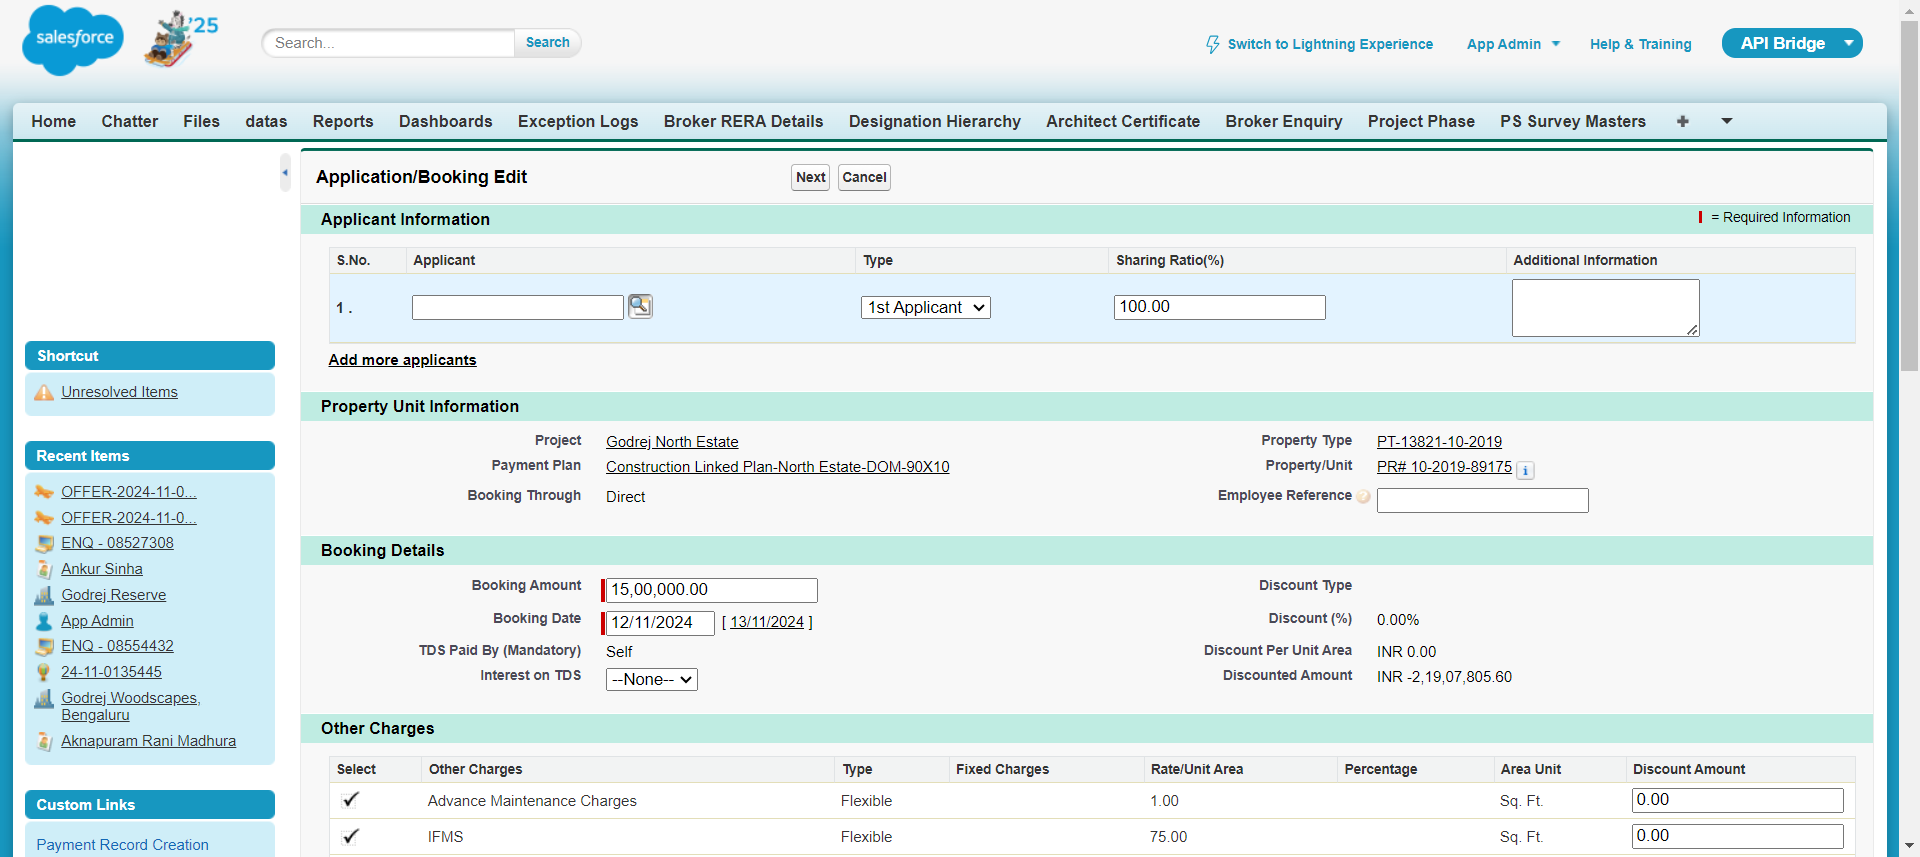 salesforce
'25
Search...
Search
Switch to Lightning Experience
App Admin
Help & Training
API Bridge
Home
Chatter
Files
datas
Reports
Dashboards
Exception Logs
Broker RERA Details
Designation Hierarchy
Architect Certificate
Broker Enquiry
Project Phase
PS Survey Masters
Shortcut
Unresolved Items
Recent Items
OFFER-2024-11-0...
OFFER-2024-11-0...
ENQ - 08527308
Ankur Sinha
Godrej Reserve
App Admin
ENQ - 08554432
24-11-0135445
Godrej Woodscapes,
Bengaluru
Aknapuram Rani Madhura
Custom Links
Payment Record Creation
Application/Booking Edit
Next
Cancel
Applicant Information
= Required Information
S.No. Applicant Type Sharing Ratio(%) Additional Information
1 . 1st Applicant 100.00
Add more applicants
Property Unit Information
Project Godrej North Estate Property Type PT-13821-10-2019
Payment Plan Construction Linked Plan-North Estate-DOM-90X10 Property/Unit PR# 10-2019-89175
Booking Through Direct Employee Reference
Booking Details
Booking Amount 15,00,000.00 Discount Type
Booking Date 12/11/2024 [ 13/11/2024 ] Discount (%) 0.00%
TDS Paid By (Mandatory) Self Discount Per Unit Area INR 0.00
Interest on TDS --None-- Discounted Amount INR -2,19,07,805.60
Other Charges
Select Other Charges Type Fixed Charges Rate/Unit Area Percentage Area Unit Discount Amount
Advance Maintenance Charges Flexible 1.00 Sq. Ft. 0.00
IFMS Flexible 75.00 Sq. Ft. 0.00